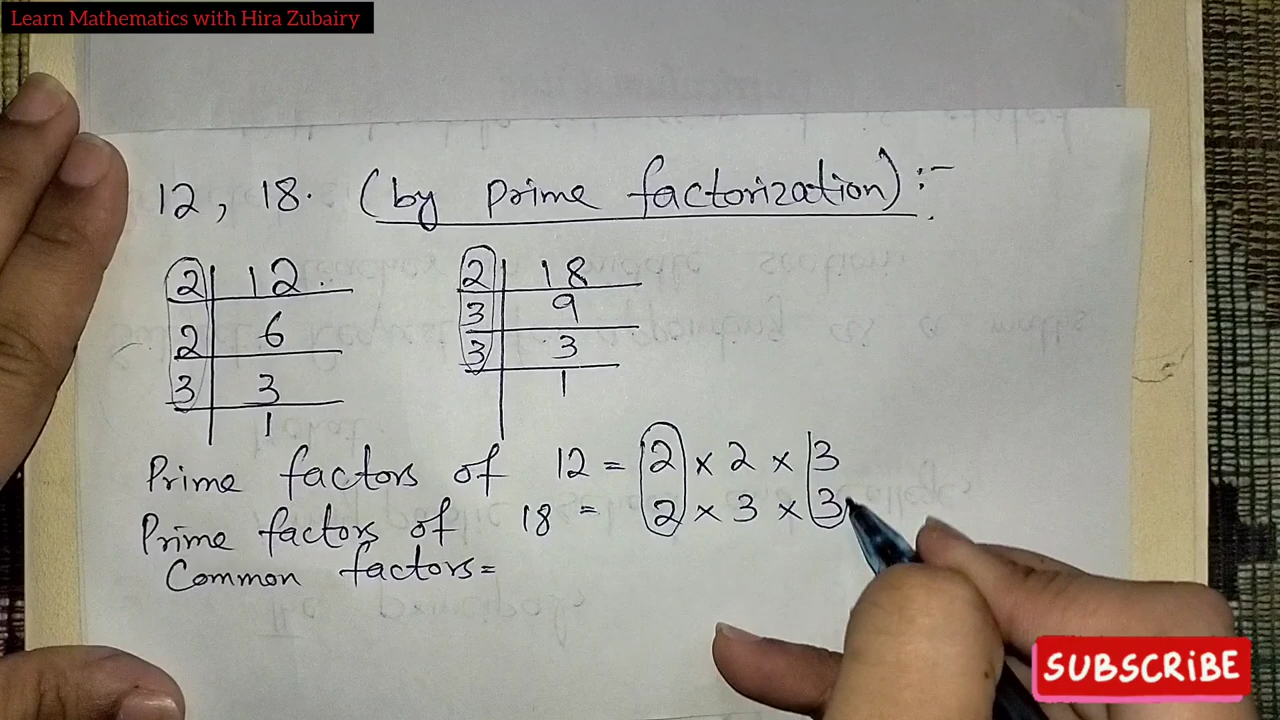 Learn Mathematics with Hira Zubairy
12, 18. (by Prime factorization):-
2 | 12
2 | 6
3 | 3
1
2 | 18
3 | 9
3 | 3
1
Prime factors of 12 = 2 x 2 x 3
Prime factors of 18 = 2 x 3 x 3
Common factors=
SUBSCRiBE